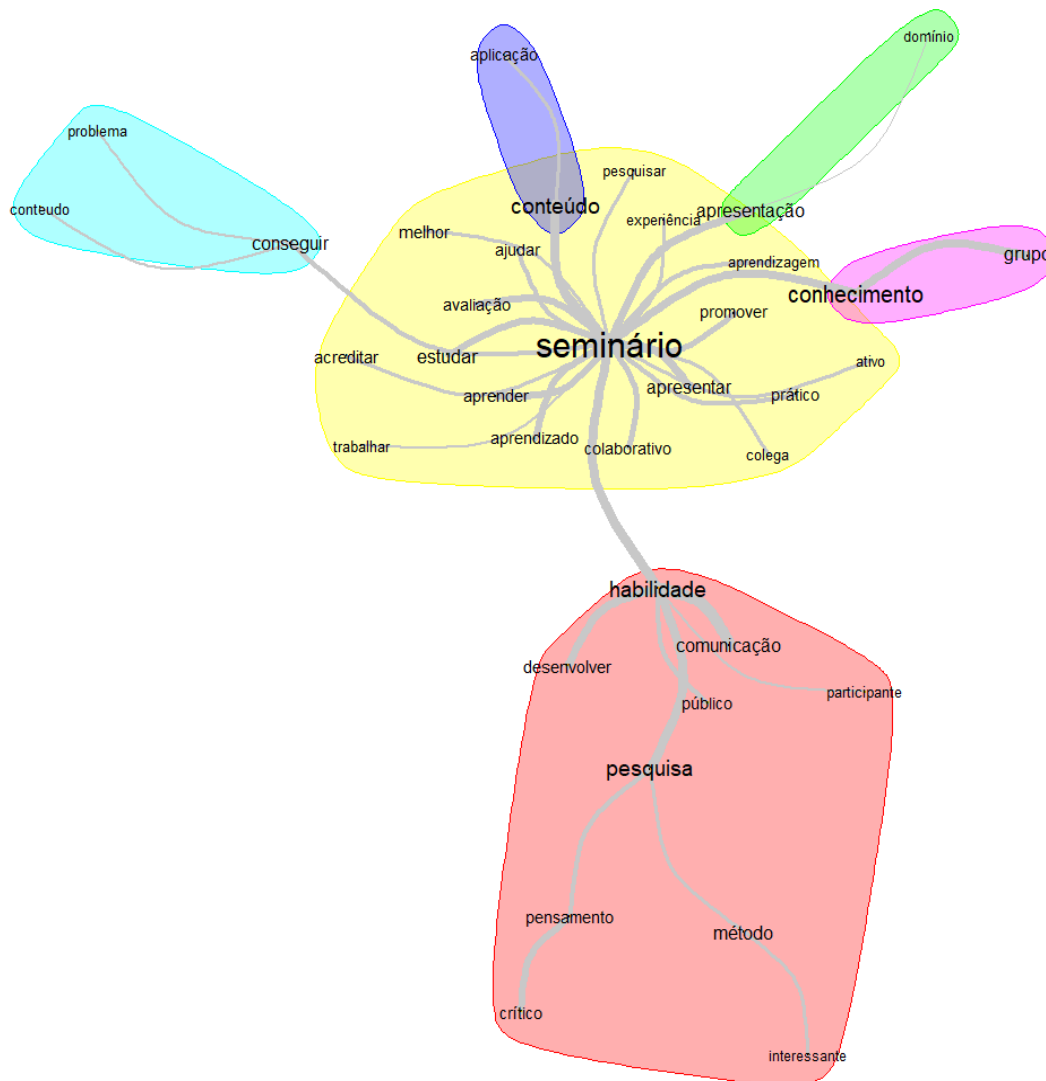 domínio
aplicação
problema
pesquisar
conteudo
conteúdo
experiência
apresentação
melhor
conseguir
ajudar
aprendizagem
grupo
conhecimento
avaliação
promover
seminário
acreditar
estudar
ativo
apresentar
prático
aprender
trabalhar
aprendizado
colaborativo
colega
habilidade
comunicação
desenvolver
participante
público
pesquisa
pensamento
método
crítico
interessante